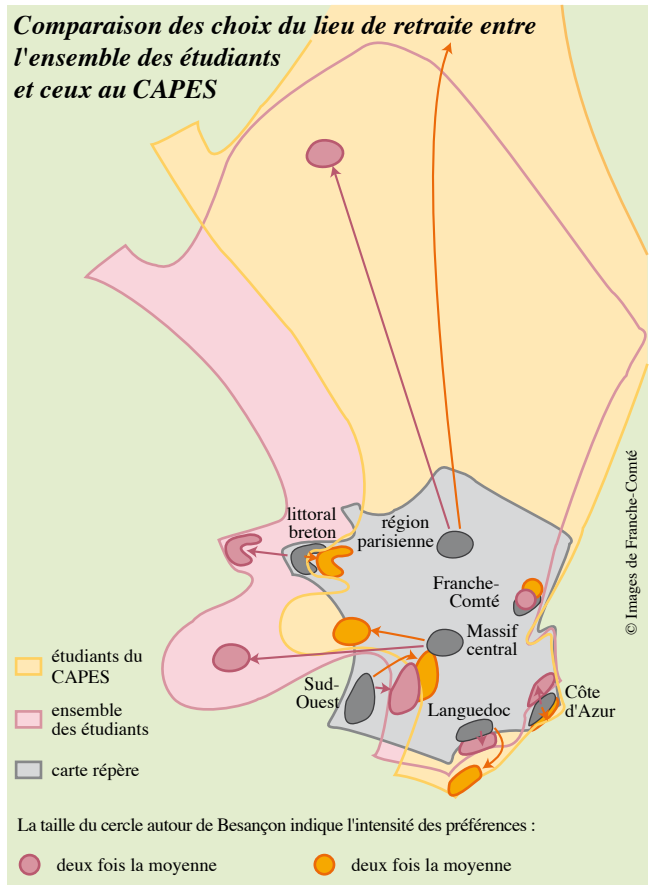 Comparaison des choix du lieu de retraite entre
l'ensemble des étudiants
et ceux au CAPES
littoral
breton
région
parisienne
Franche-
Comté
Massif
central
Sud-
Ouest
Languedoc
Côte
d'Azur
© Images de Franche-Comté
étudiants du
CAPES
ensemble
des étudiants
carte répère
La taille du cercle autour de Besançon indique l'intensité des préférences :
deux fois la moyenne
deux fois la moyenne